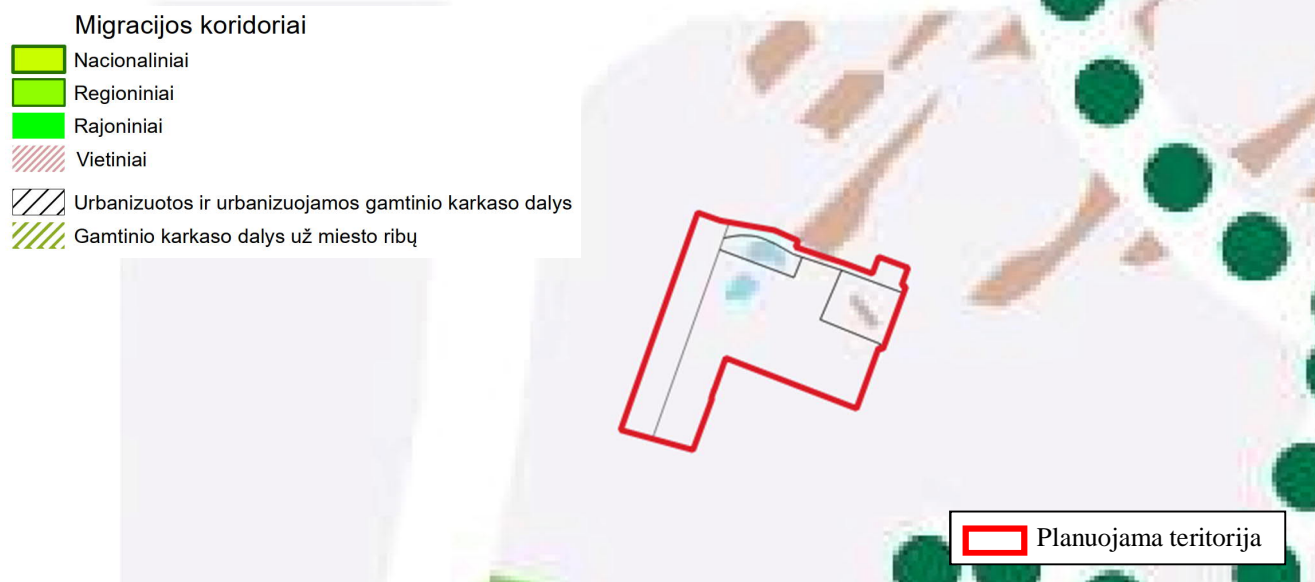 Migracijos koridoriai
Nacionaliniai
Regioniniai
Rajoniniai
Vietiniai
Urbanizuotos ir urbanizuojamos gamtinio karkaso dalys
Gamtinio karkaso dalys už miesto ribų
Planuojama teritorija